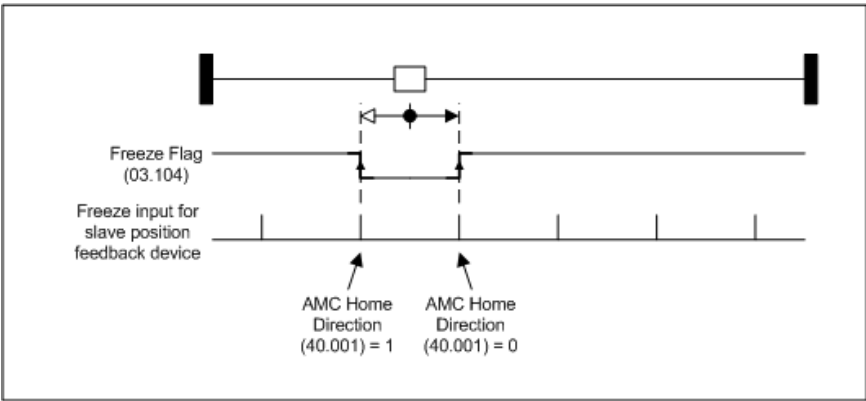 Freeze Flag
(03.104)
Freeze input for
slave position
feedback device
AMC Home
Direction
(40.001) = 1
AMC Home
Direction
(40.001) = 0